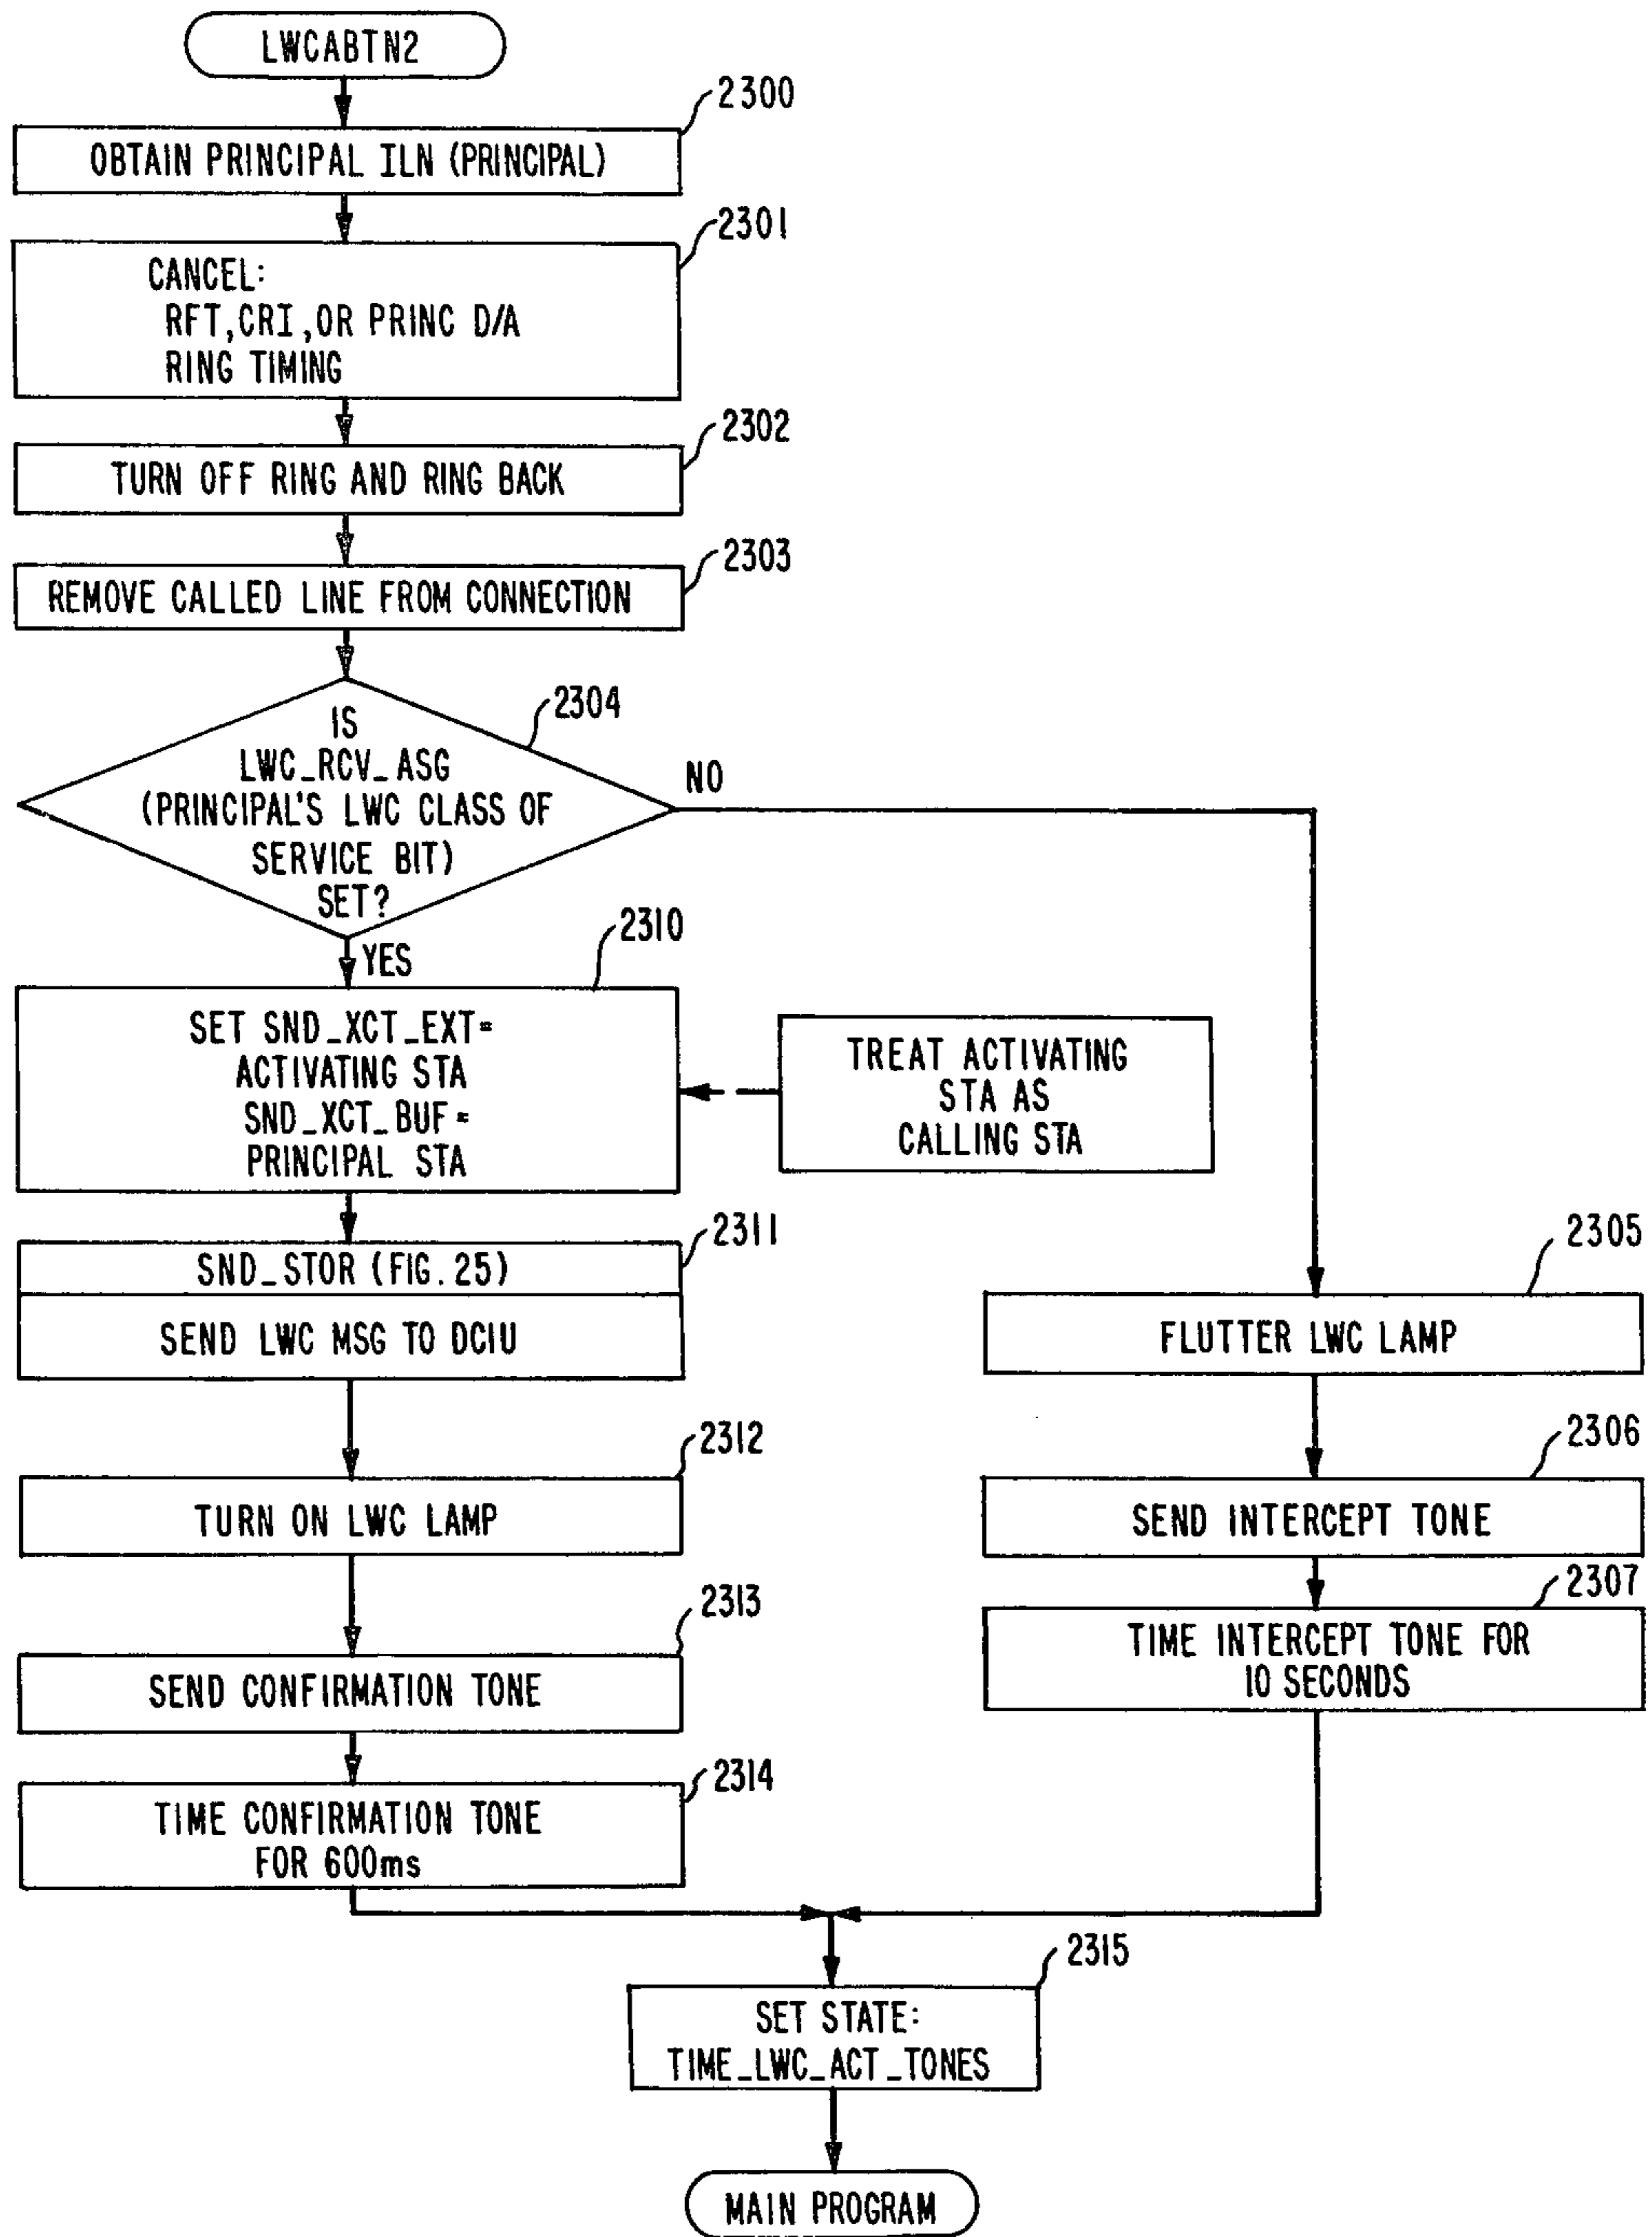 LWCABTN2
2300
OBTAIN PRINCIPAL ILN (PRINCIPAL)
2301
CANCEL:
RFT,CRI,OR PRINC D/A
RING TIMING
2302
TURN OFF RING AND RING BACK
2303
REMOVE CALLED LINE FROM CONNECTION
2304
IS
LWC_RCV_ASG
(PRINCIPAL'S LWC CLASS OF
SERVICE BIT)
SET?
NO
YES
2310
SET SND_XCT_EXT=
ACTIVATING STA
SND_XCT_BUF=
PRINCIPAL STA
TREAT ACTIVATING
STA AS
CALLING STA
2311
SND_STOR (FIG. 25)
SEND LWC MSG TO DCIU
2305
FLUTTER LWC LAMP
2312
TURN ON LWC LAMP
2306
SEND INTERCEPT TONE
2313
SEND CONFIRMATION TONE
2307
TIME INTERCEPT TONE FOR
10 SECONDS
2314
TIME CONFIRMATION TONE
FOR 600ms
2315
SET STATE:
TIME_LWC_ACT_TONES
MAIN PROGRAM